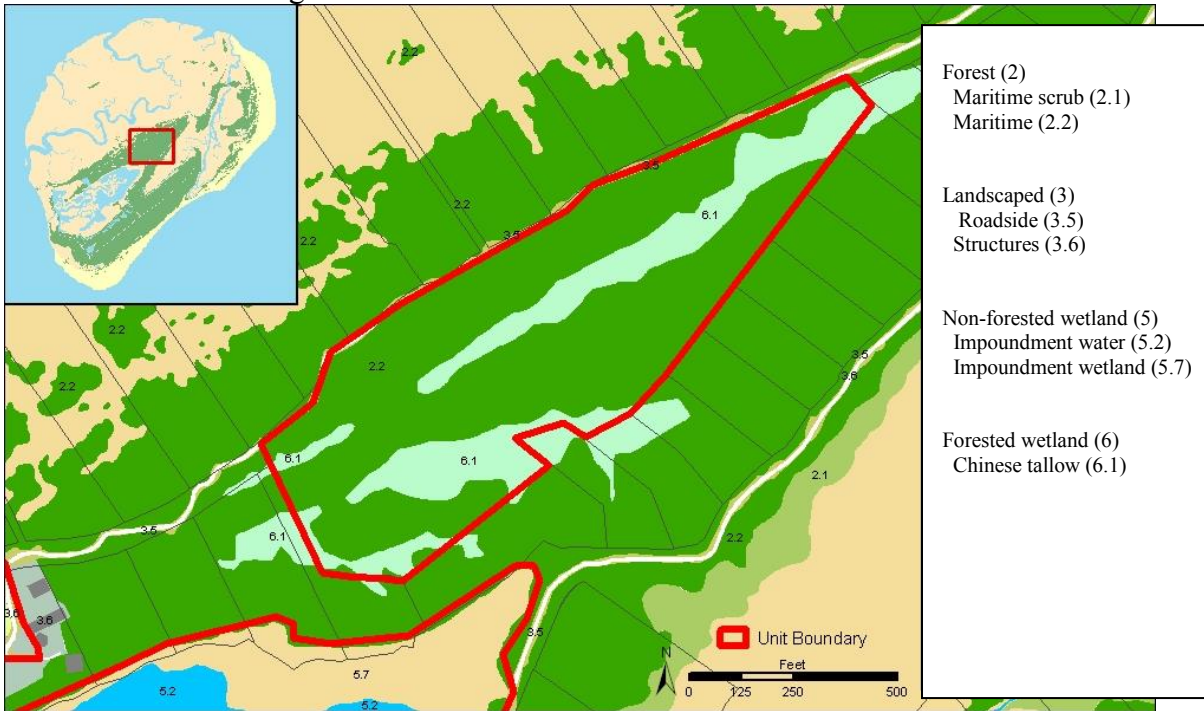 2.2
3.5
2.2
3.5
2.2
6.1
2.2
2.2
2.2
3.5
3.6
6.1
6.1
2.1
3.5
6.1
2.2
3.6
3.6
3.5
5.7
5.2
5.2
N
Unit Boundary
Feet
0 125 250 500
Forest (2)
Maritime scrub (2.1)
Maritime (2.2)
Landscaped (3)
Roadside (3.5)
Structures (3.6)
Non-forested wetland (5)
Impoundment water (5.2)
Impoundment wetland (5.7)
Forested wetland (6)
Chinese tallow (6.1)